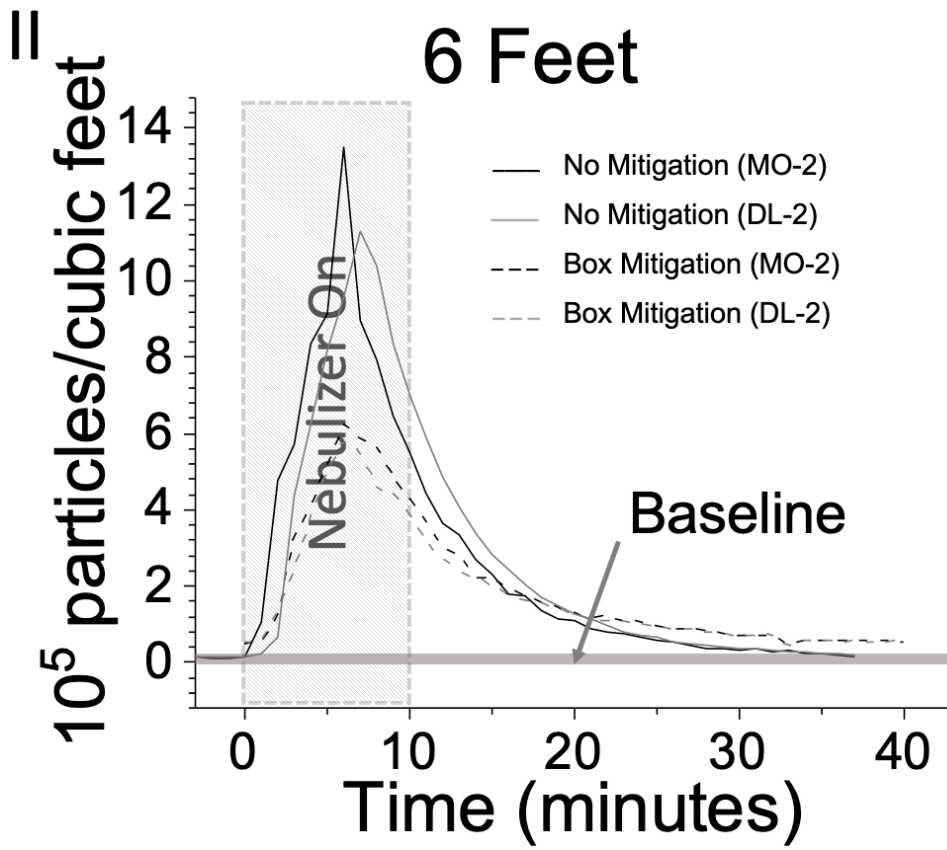 II
6 Feet
10⁵ particles/cubic feet
14
12
10
8
6
4
2
0
Nebulizer On
No Mitigation (MO-2)
No Mitigation (DL-2)
Box Mitigation (MO-2)
Box Mitigation (DL-2)
Baseline
0 10 20 30 40
Time (minutes)